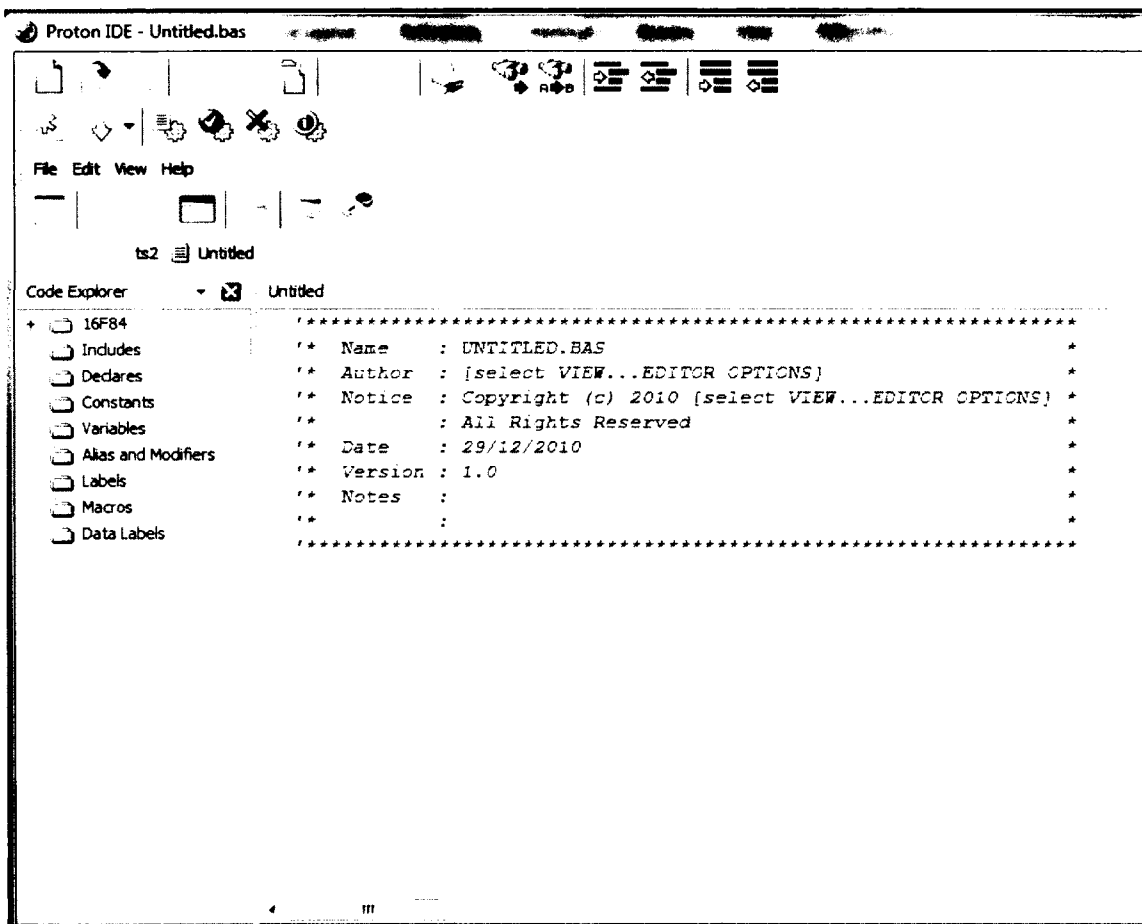 Proton IDE - Untitled.bas
File Edit View Help
ts2 Untitled
Code Explorer
Untitled
+ 16F84
Includes
Declares
Constants
Variables
Alias and Modifiers
Labels
Macros
Data Labels
'****************************************************************
'* Name : UNTITLED.BAS *
'* Author : [select VIEW...EDITOR OPTIONS] *
'* Notice : Copyright (c) 2010 [select VIEW...EDITOR OPTIONS] *
'* : All Rights Reserved *
'* Date : 29/12/2010 *
'* Version : 1.0 *
'* Notes : *
'* : *
'****************************************************************